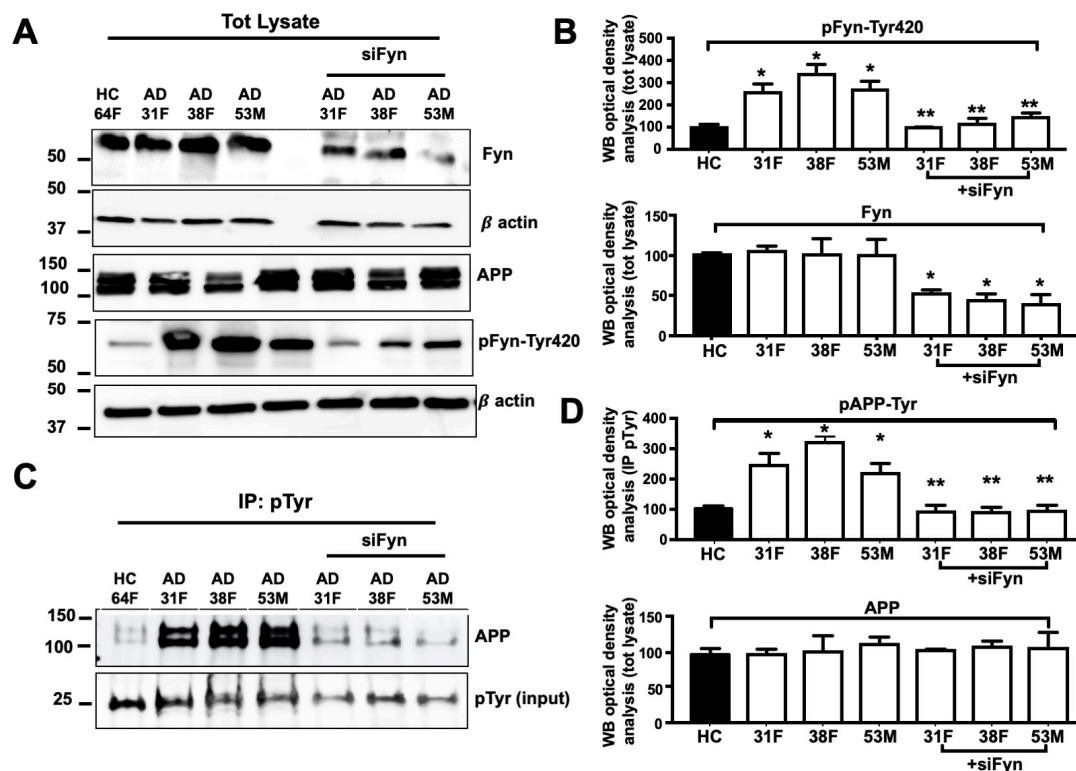 A
Tot Lysate
siFyn
HC AD AD AD AD AD AD
64F 31F 38F 53M 31F 38F 53M
50
Fyn
50
37
β actin
150
100
APP
75
50
pFyn-Tyr420
50
37
β actin
B
pFyn-Tyr420
WB optical density
analysis (tot lysate)
500
400
300
200
100
0
* * * ** ** **
HC 31F 38F 53M 31F 38F 53M
+siFyn
Fyn
WB optical density
analysis (tot lysate)
150
100
50
0
* * *
HC 31F 38F 53M 31F 38F 53M
+siFyn
C
IP: pTyr
siFyn
HC AD AD AD AD AD AD
64F 31F 38F 53M 31F 38F 53M
150
100
APP
25
pTyr (input)
D
pAPP-Tyr
WB optical density
analysis (IP pTyr)
400
300
200
100
0
* * * ** ** **
HC 31F 38F 53M 31F 38F 53M
+siFyn
APP
WB optical density
analysis (tot lysate)
150
100
50
0
HC 31F 38F 53M 31F 38F 53M
+siFyn